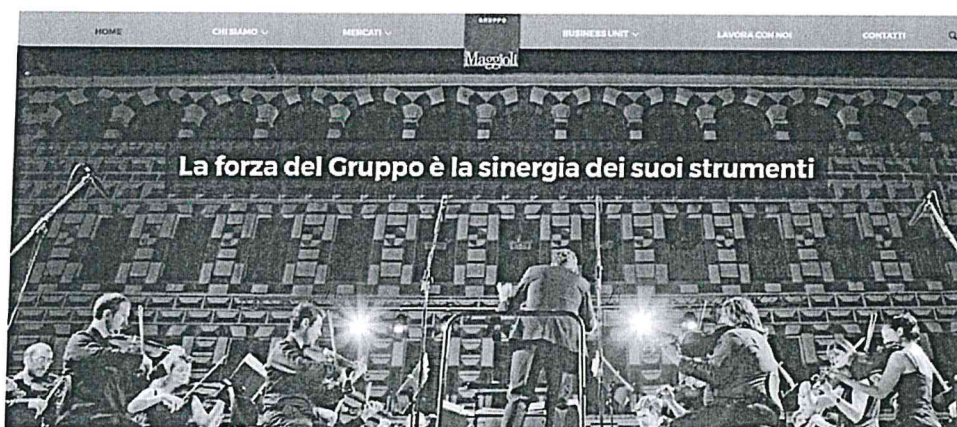 HOME CHI SIAMO MERCATI GRUPPO BUSINESS UNIT LAVORA CON NOI CONTATTI
Maggioli
La forza del Gruppo è la sinergia dei suoi strumenti